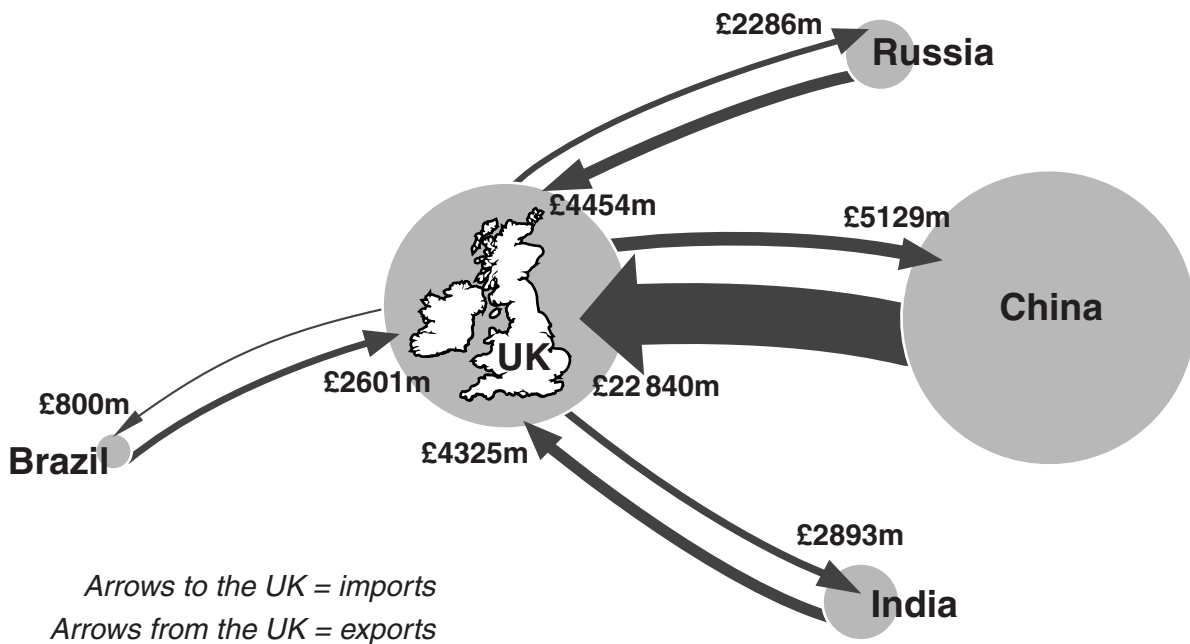 £2286m
Russia
£4454m
£5129m
China
UK
£2601m
£22 840m
£800m
Brazil
£4325m
£2893m
India
Arrows to the UK = imports
Arrows from the UK = exports